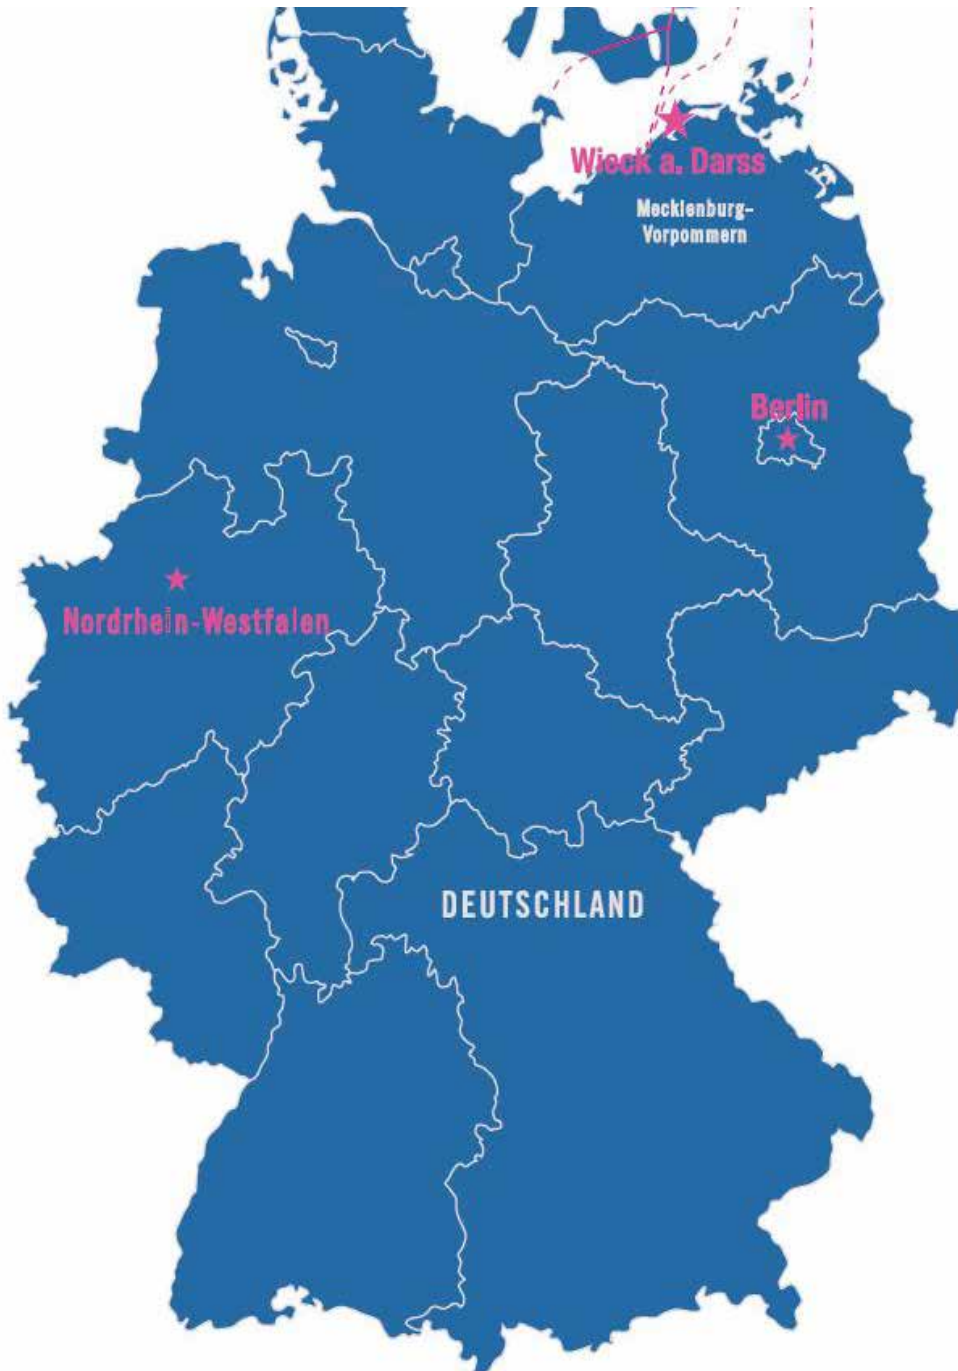 Wieck a. Darss
Mecklenburg-
Vorpommern
Berlin
Nordrhein-Westfalen
DEUTSCHLAND